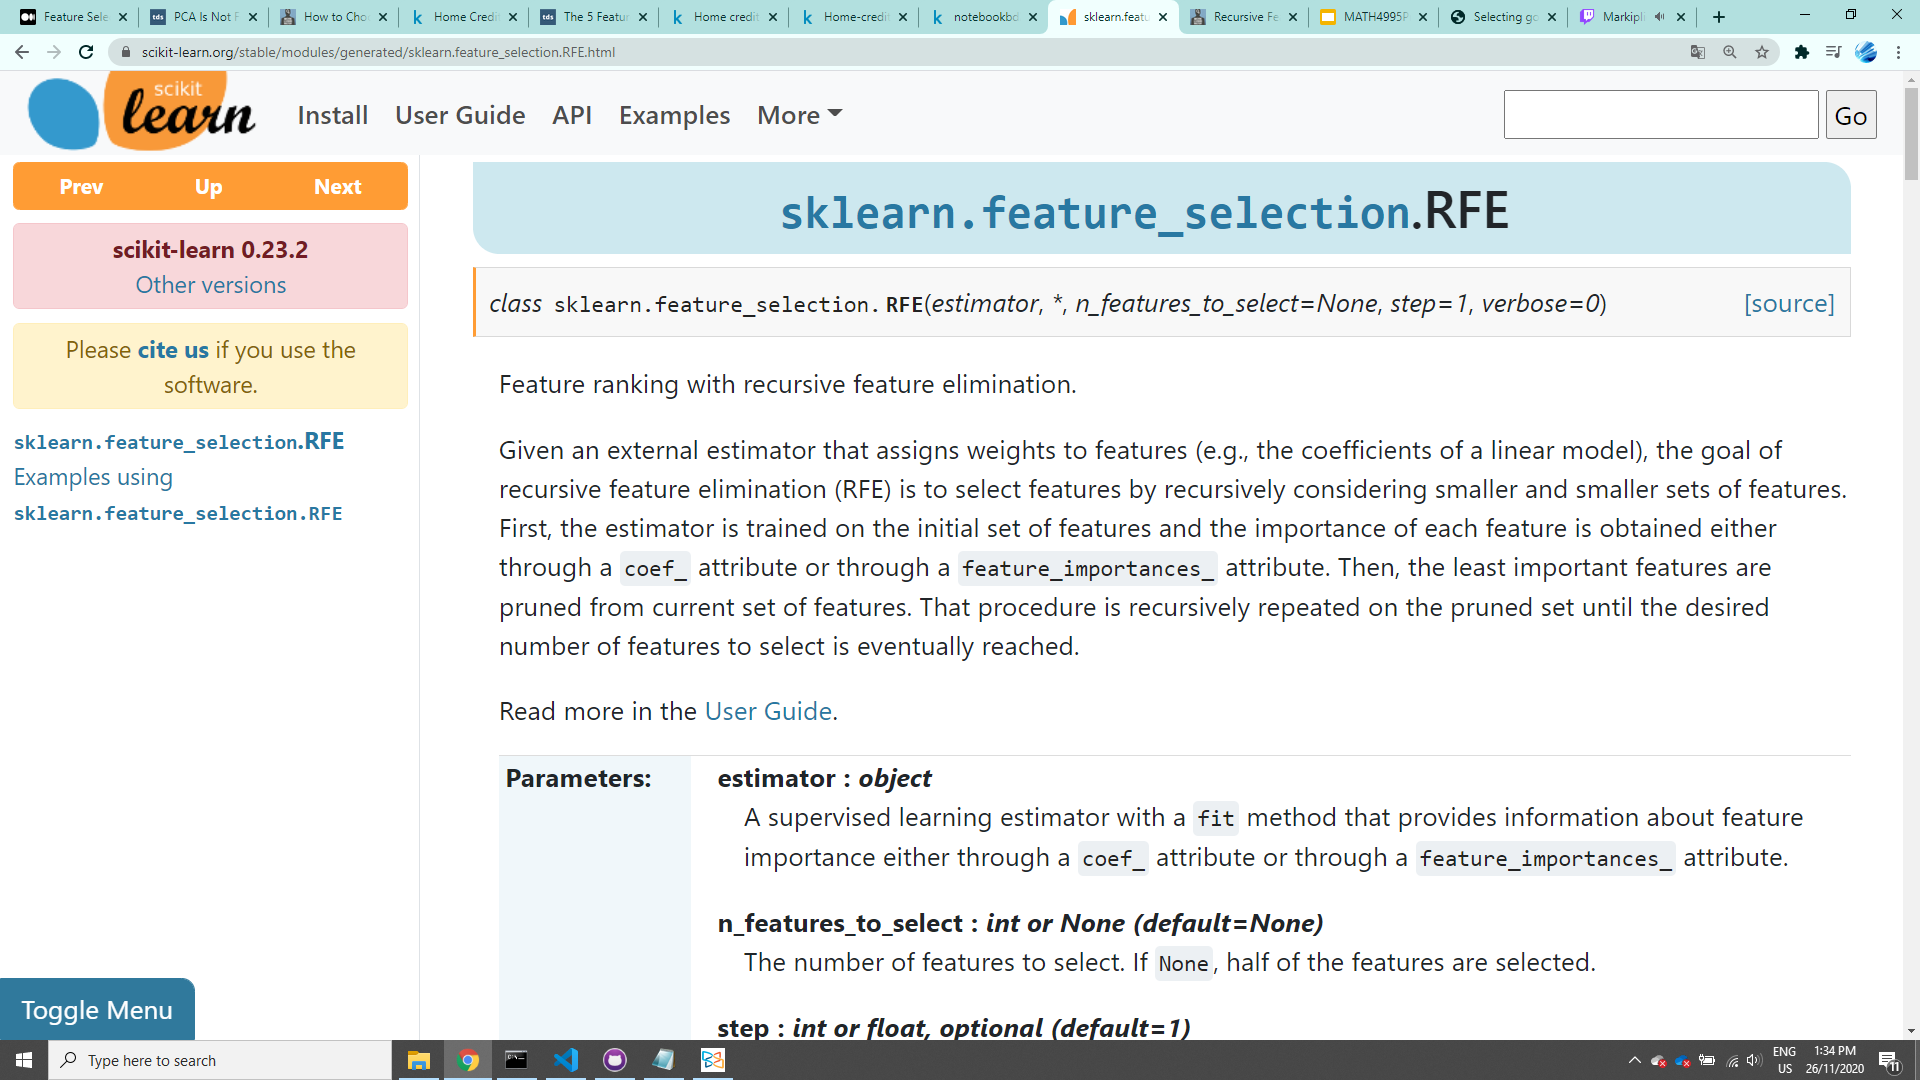 Feature Sele
PCA Is Not F
How to Cho
Home Credi
The 5 Featur
Home credit
Home-credit
notebookbd
sklearn.featu
Recursive Fe
MATH4995P
Selecting go
Markipli
scikit-learn.org/stable/modules/generated/sklearn.feature_selection.RFE.html
scikit
learn
Install
User Guide
API
Examples
More
Go
Prev
Up
Next
scikit-learn 0.23.2
Other versions
Please cite us if you use the
software.
sklearn.feature_selection.RFE
Examples using
sklearn.feature_selection.RFE
Toggle Menu
sklearn.feature_selection.RFE
class sklearn.feature_selection.RFE(estimator, *, n_features_to_select=None, step=1, verbose=0) [source]
Feature ranking with recursive feature elimination.
Given an external estimator that assigns weights to features (e.g., the coefficients of a linear model), the goal of
recursive feature elimination (RFE) is to select features by recursively considering smaller and smaller sets of features.
First, the estimator is trained on the initial set of features and the importance of each feature is obtained either
through a coef_ attribute or through a feature_importances_ attribute. Then, the least important features are
pruned from current set of features. That procedure is recursively repeated on the pruned set until the desired
number of features to select is eventually reached.
Read more in the User Guide.
Parameters:
estimator : object
A supervised learning estimator with a fit method that provides information about feature
importance either through a coef_ attribute or through a feature_importances_ attribute.
n_features_to_select : int or None (default=None)
The number of features to select. If None, half of the features are selected.
step : int or float, optional (default=1)
Type here to search
ENG
US
1:34 PM
26/11/2020
11